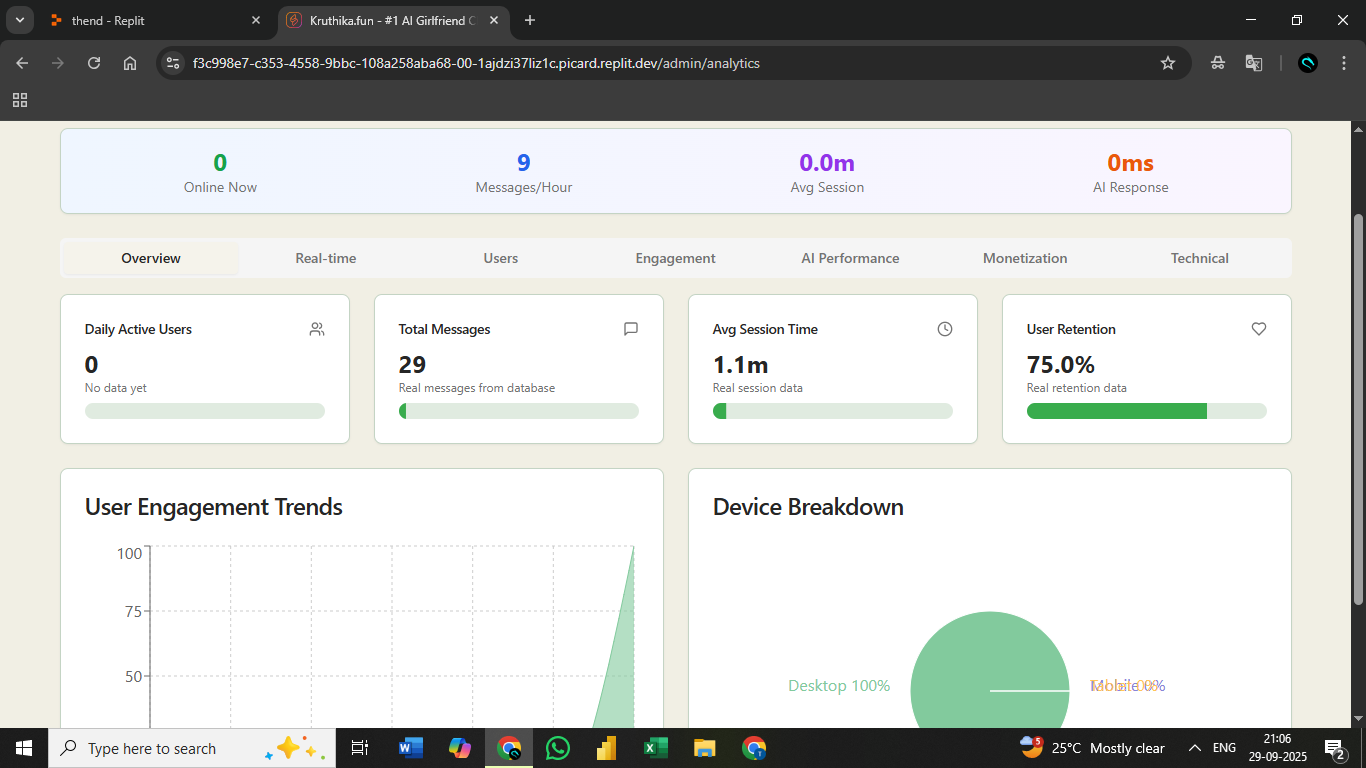 thend - Replit
Kruthika.fun - #1 AI Girlfriend C
f3c998e7-c353-4558-9bbc-108a258aba68-00-1ajdzi37liz1c.picard.replit.dev/admin/analytics
0 9 0.0m 0ms
Online Now Messages/Hour Avg Session AI Response
Overview Real-time Users Engagement AI Performance Monetization Technical
Daily Active Users
0
No data yet
Total Messages
29
Real messages from database
Avg Session Time
1.1m
Real session data
User Retention
75.0%
Real retention data
User Engagement Trends
100
75
50
Device Breakdown
Desktop 100%
Type here to search
5
25°C Mostly clear
ENG
21:06
29-09-2025
2